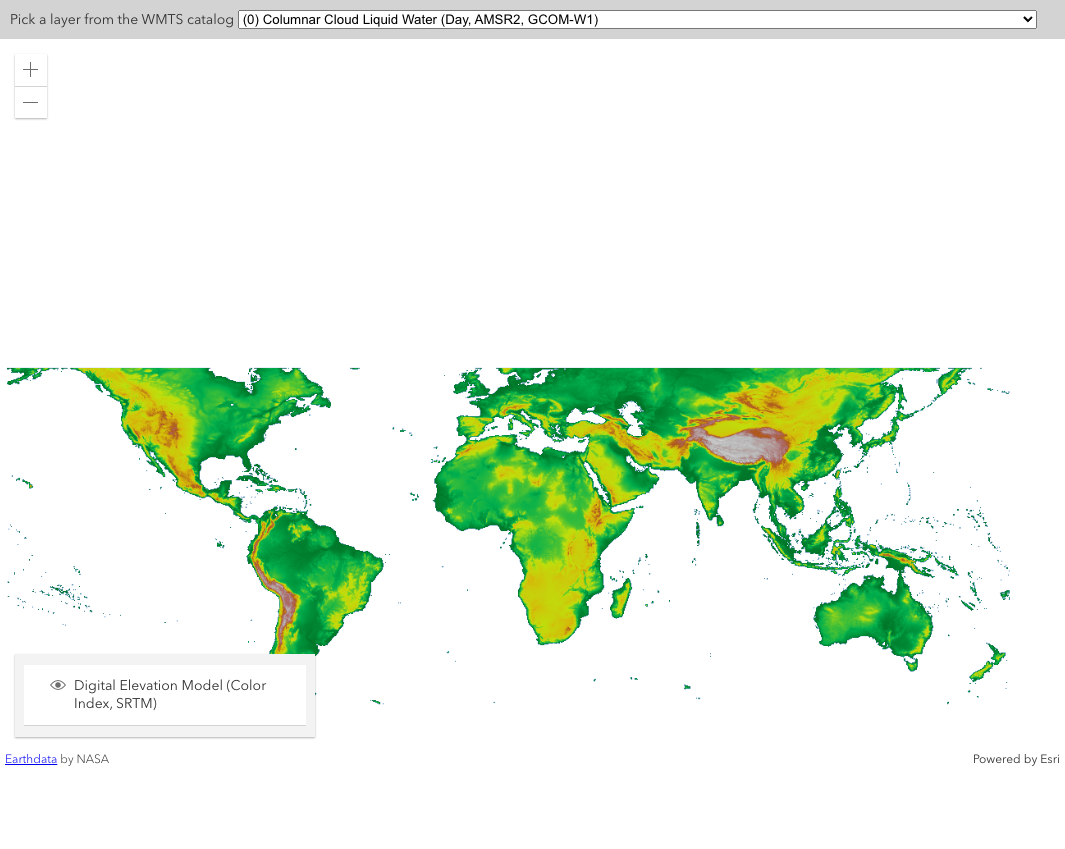 Pick a layer from the WMTS catalog (0) Columnar Cloud Liquid Water (Day, AMSR2, GCOM-W1)
Digital Elevation Model (Color
Index, SRTM)
Earthdata by NASA
Powered by Esri